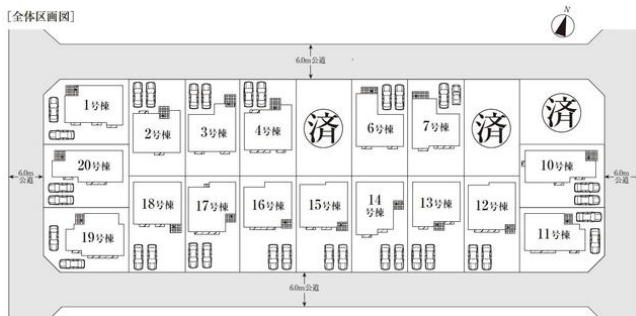 [全体区画図]
N
6.0m公道
1号棟
2号棟
3号棟
4号棟
済
6号棟
7号棟
済
済
6.0m
公道
20号棟
10号棟
6.0m
公道
18号棟
17号棟
16号棟
15号棟
14
号棟
13号棟
12号棟
19号棟
11号棟
6.0m公道